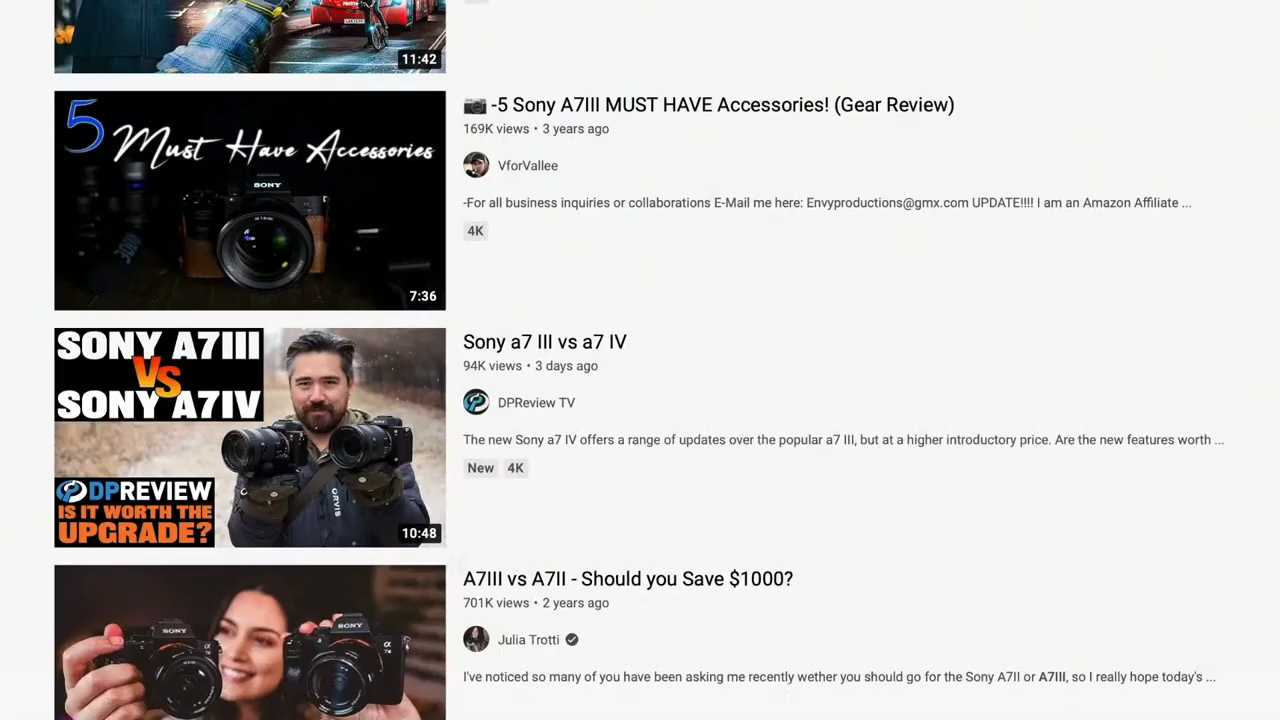 11:42
5 Must Have Accessories
SONY
7:36
-5 Sony A7III MUST HAVE Accessories! (Gear Review)
169K views • 3 years ago
VforVallee
-For all business inquiries or collaborations E-Mail me here: Envyproductions@gmx.com UPDATE!!!! I am an Amazon Affiliate ...
4K
SONY A7III
VS
SONY A7IV
DPREVIEW
IS IT WORTH THE
UPGRADE?
ORVIS
10:48
Sony a7 III vs a7 IV
94K views • 3 days ago
DPReview TV
The new Sony a7 IV offers a range of updates over the popular a7 III, but at a higher introductory price. Are the new features worth ...
New 4K
SONY
SONY
A7III vs A7II - Should you Save $1000?
701K views • 2 years ago
Julia Trotti
I've noticed so many of you have been asking me recently wether you should go for the Sony A7II or A7III, so I really hope today's ...